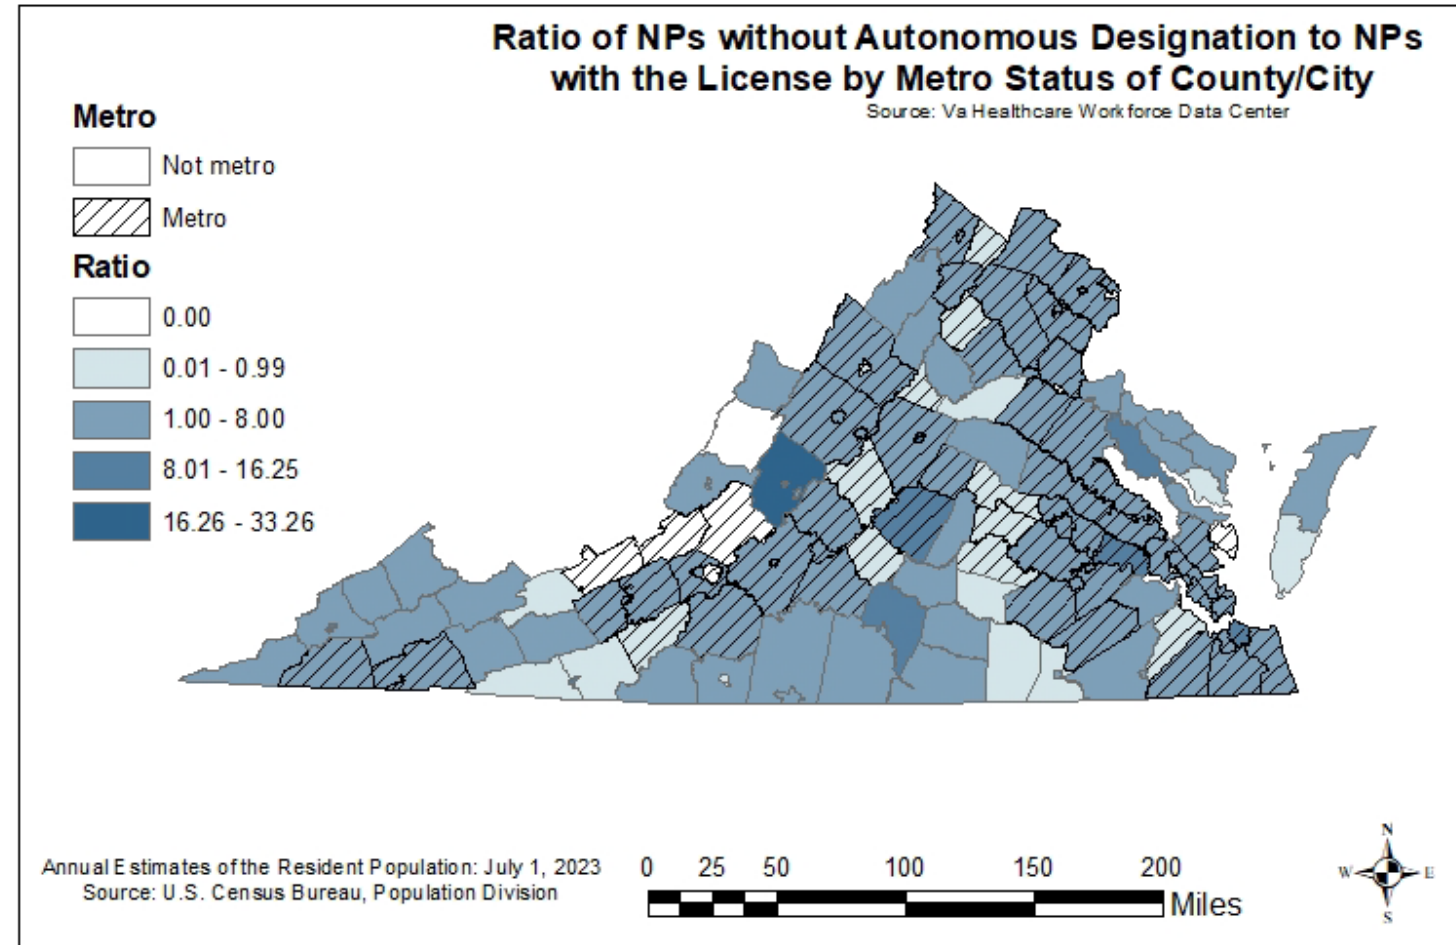 Ratio of NPs without Autonomous Designation to NPs
with the License by Metro Status of County/City
Source: Va Healthcare Workforce Data Center
Metro
Not metro
Metro
Ratio
0.00
0.01 - 0.99
1.00 - 8.00
8.01 - 16.25
16.26 - 33.26
Annual Estimates of the Resident Population: July 1, 2023
Source: U.S. Census Bureau, Population Division
0 25 50 100 150 200
Miles
N
W E
S